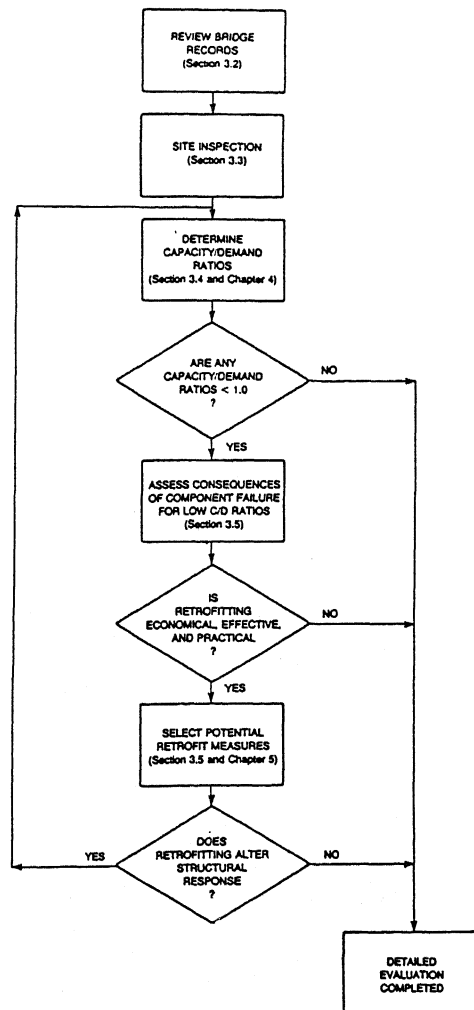 REVIEW BRIDGE
RECORDS
(Section 3.2)
SITE INSPECTION
(Section 3.3)
DETERMINE
CAPACITY/DEMAND
RATIOS
(Section 3.4 and Chapter 4)
ARE ANY
CAPACITY/DEMAND
RATIOS < 1.0
?
NO
YES
ASSESS CONSEQUENCES
OF COMPONENT FAILURE
FOR LOW C/D RATIOS
(Section 3.5)
IS
RETROFITTING
ECONOMICAL, EFFECTIVE,
AND PRACTICAL
?
NO
YES
SELECT POTENTIAL
RETROFIT MEASURES
(Section 3.5 and Chapter 5)
DOES
RETROFITTING ALTER
STRUCTURAL
RESPONSE
?
YES
NO
DETAILED
EVALUATION
COMPLETED